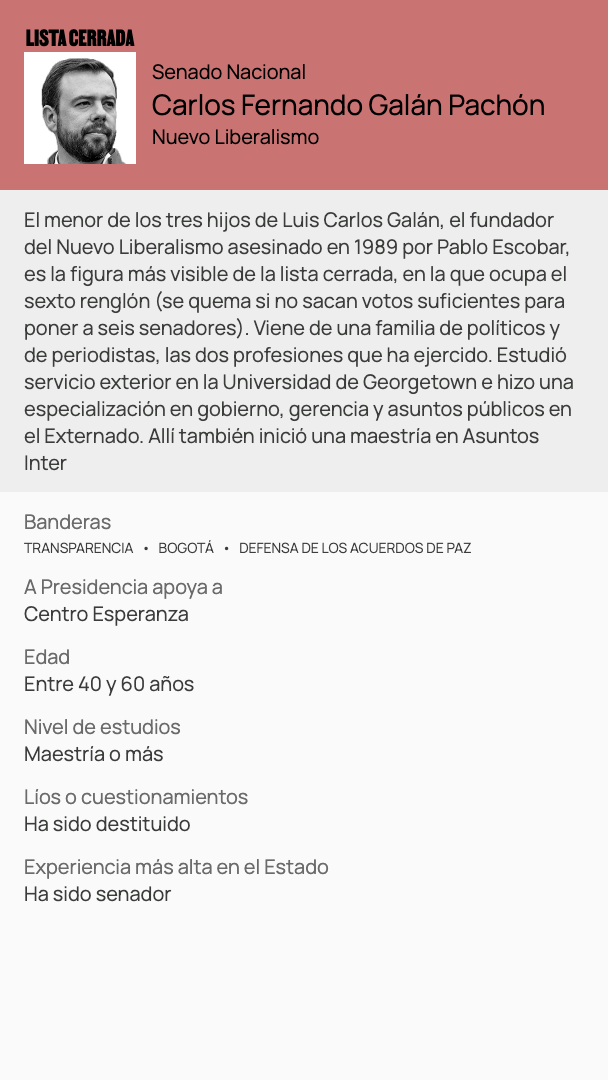 LISTA CERRADA
Senado Nacional
Carlos Fernando Galán Pachón
Nuevo Liberalismo
El menor de los tres hijos de Luis Carlos Galán, el fundador
del Nuevo Liberalismo asesinado en 1989 por Pablo Escobar,
es la figura más visible de la lista cerrada, en la que ocupa el
sexto renglón (se quema si no sacan votos suficientes para
poner a seis senadores). Viene de una familia de políticos y
de periodistas, las dos profesiones que ha ejercido. Estudió
servicio exterior en la Universidad de Georgetown e hizo una
especialización en gobierno, gerencia y asuntos públicos en
el Externado. Allí también inició una maestría en Asuntos
Inter
Banderas
TRANSPARENCIA • BOGOTÁ • DEFENSA DE LOS ACUERDOS DE PAZ
A Presidencia apoya a
Centro Esperanza
Edad
Entre 40 y 60 años
Nivel de estudios
Maestría o más
Líos o cuestionamientos
Ha sido destituido
Experiencia más alta en el Estado
Ha sido senador